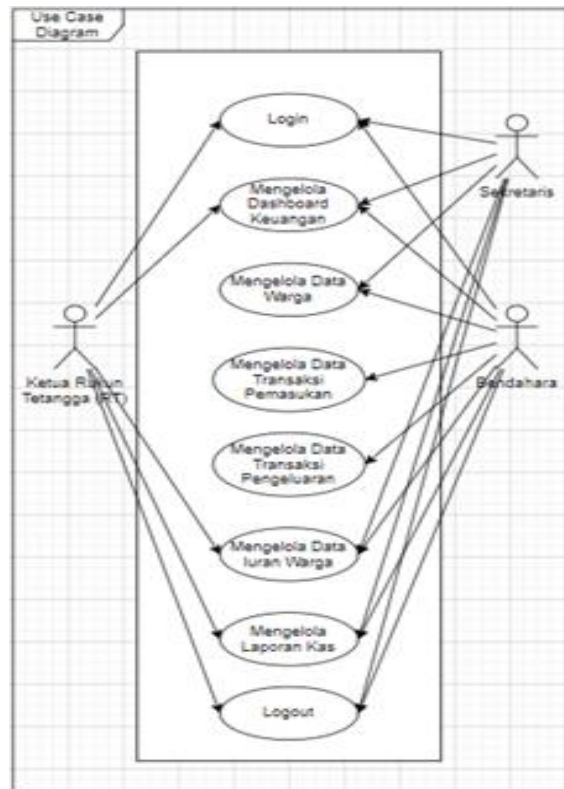 Use Case
Diagram
Login
Mengelola
Dashboard
Keuangan
Sekretaris
Mengelola Data
Warga
Ketua Rukun
Tetangga (RT)
Mengelola Data
Transaksi
Pemasukan
Bendahara
Mengelola Data
Transaksi
Pengeluaran
Mengelola Data
Iuran Warga
Mengelola
Laporan Kas
Logout